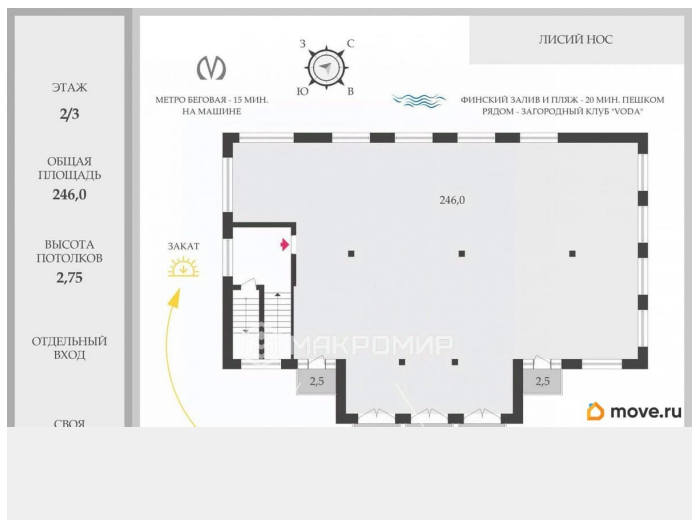 ЛИСИЙ НОС
З
С
Ю
В
МЕТРО БЕГОВАЯ - 15 МИН.
НА МАШИНЕ
ФИНСКИЙ ЗАЛИВ И ПЛЯЖ - 20 МИН. ПЕШКОМ
РЯДОМ - ЗАГОРОДНЫЙ КЛУБ "VODA"
ЭТАЖ
2/3
ОБЩАЯ
ПЛОЩАДЬ
246,0
ВЫСОТА
ПОТОЛКОВ
2,75
ОТДЕЛЬНЫЙ
ВХОД
СВОЯ
ЗАКАТ
246,0
МАКРОМИР
2,5
2,5
move.ru